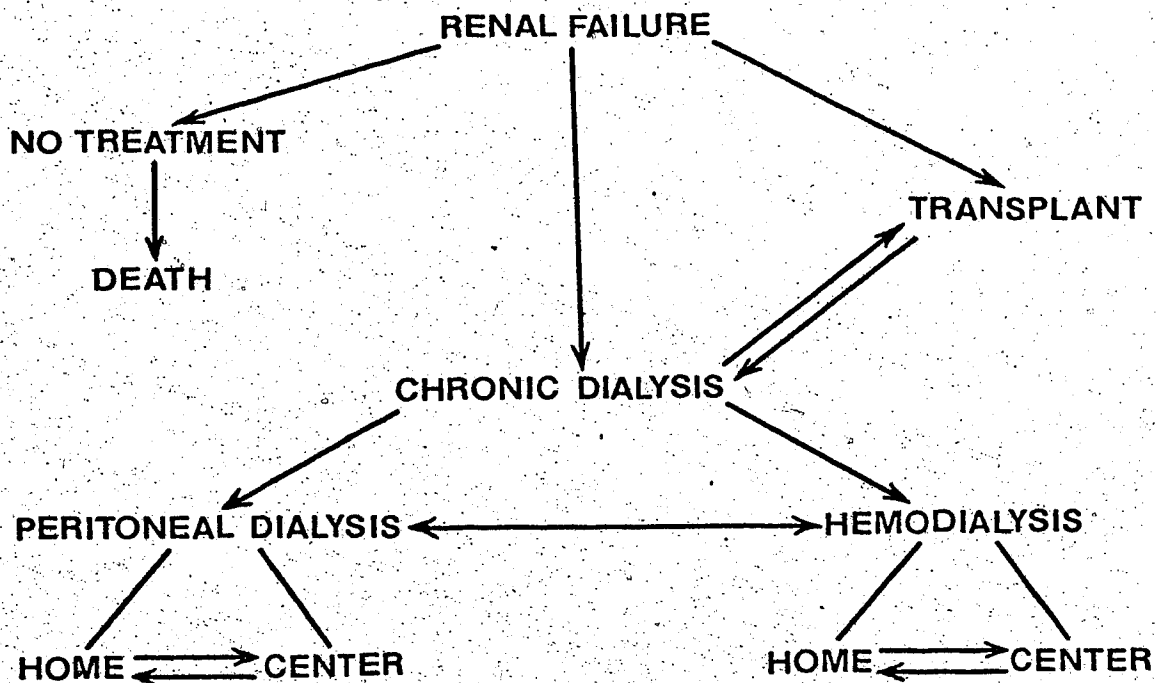 RENAL FAILURE
NO TREATMENT
TRANSPLANT
DEATH
CHRONIC DIALYSIS
PERITONEAL DIALYSIS
HEMODIALYSIS
HOME
CENTER
HOME
CENTER